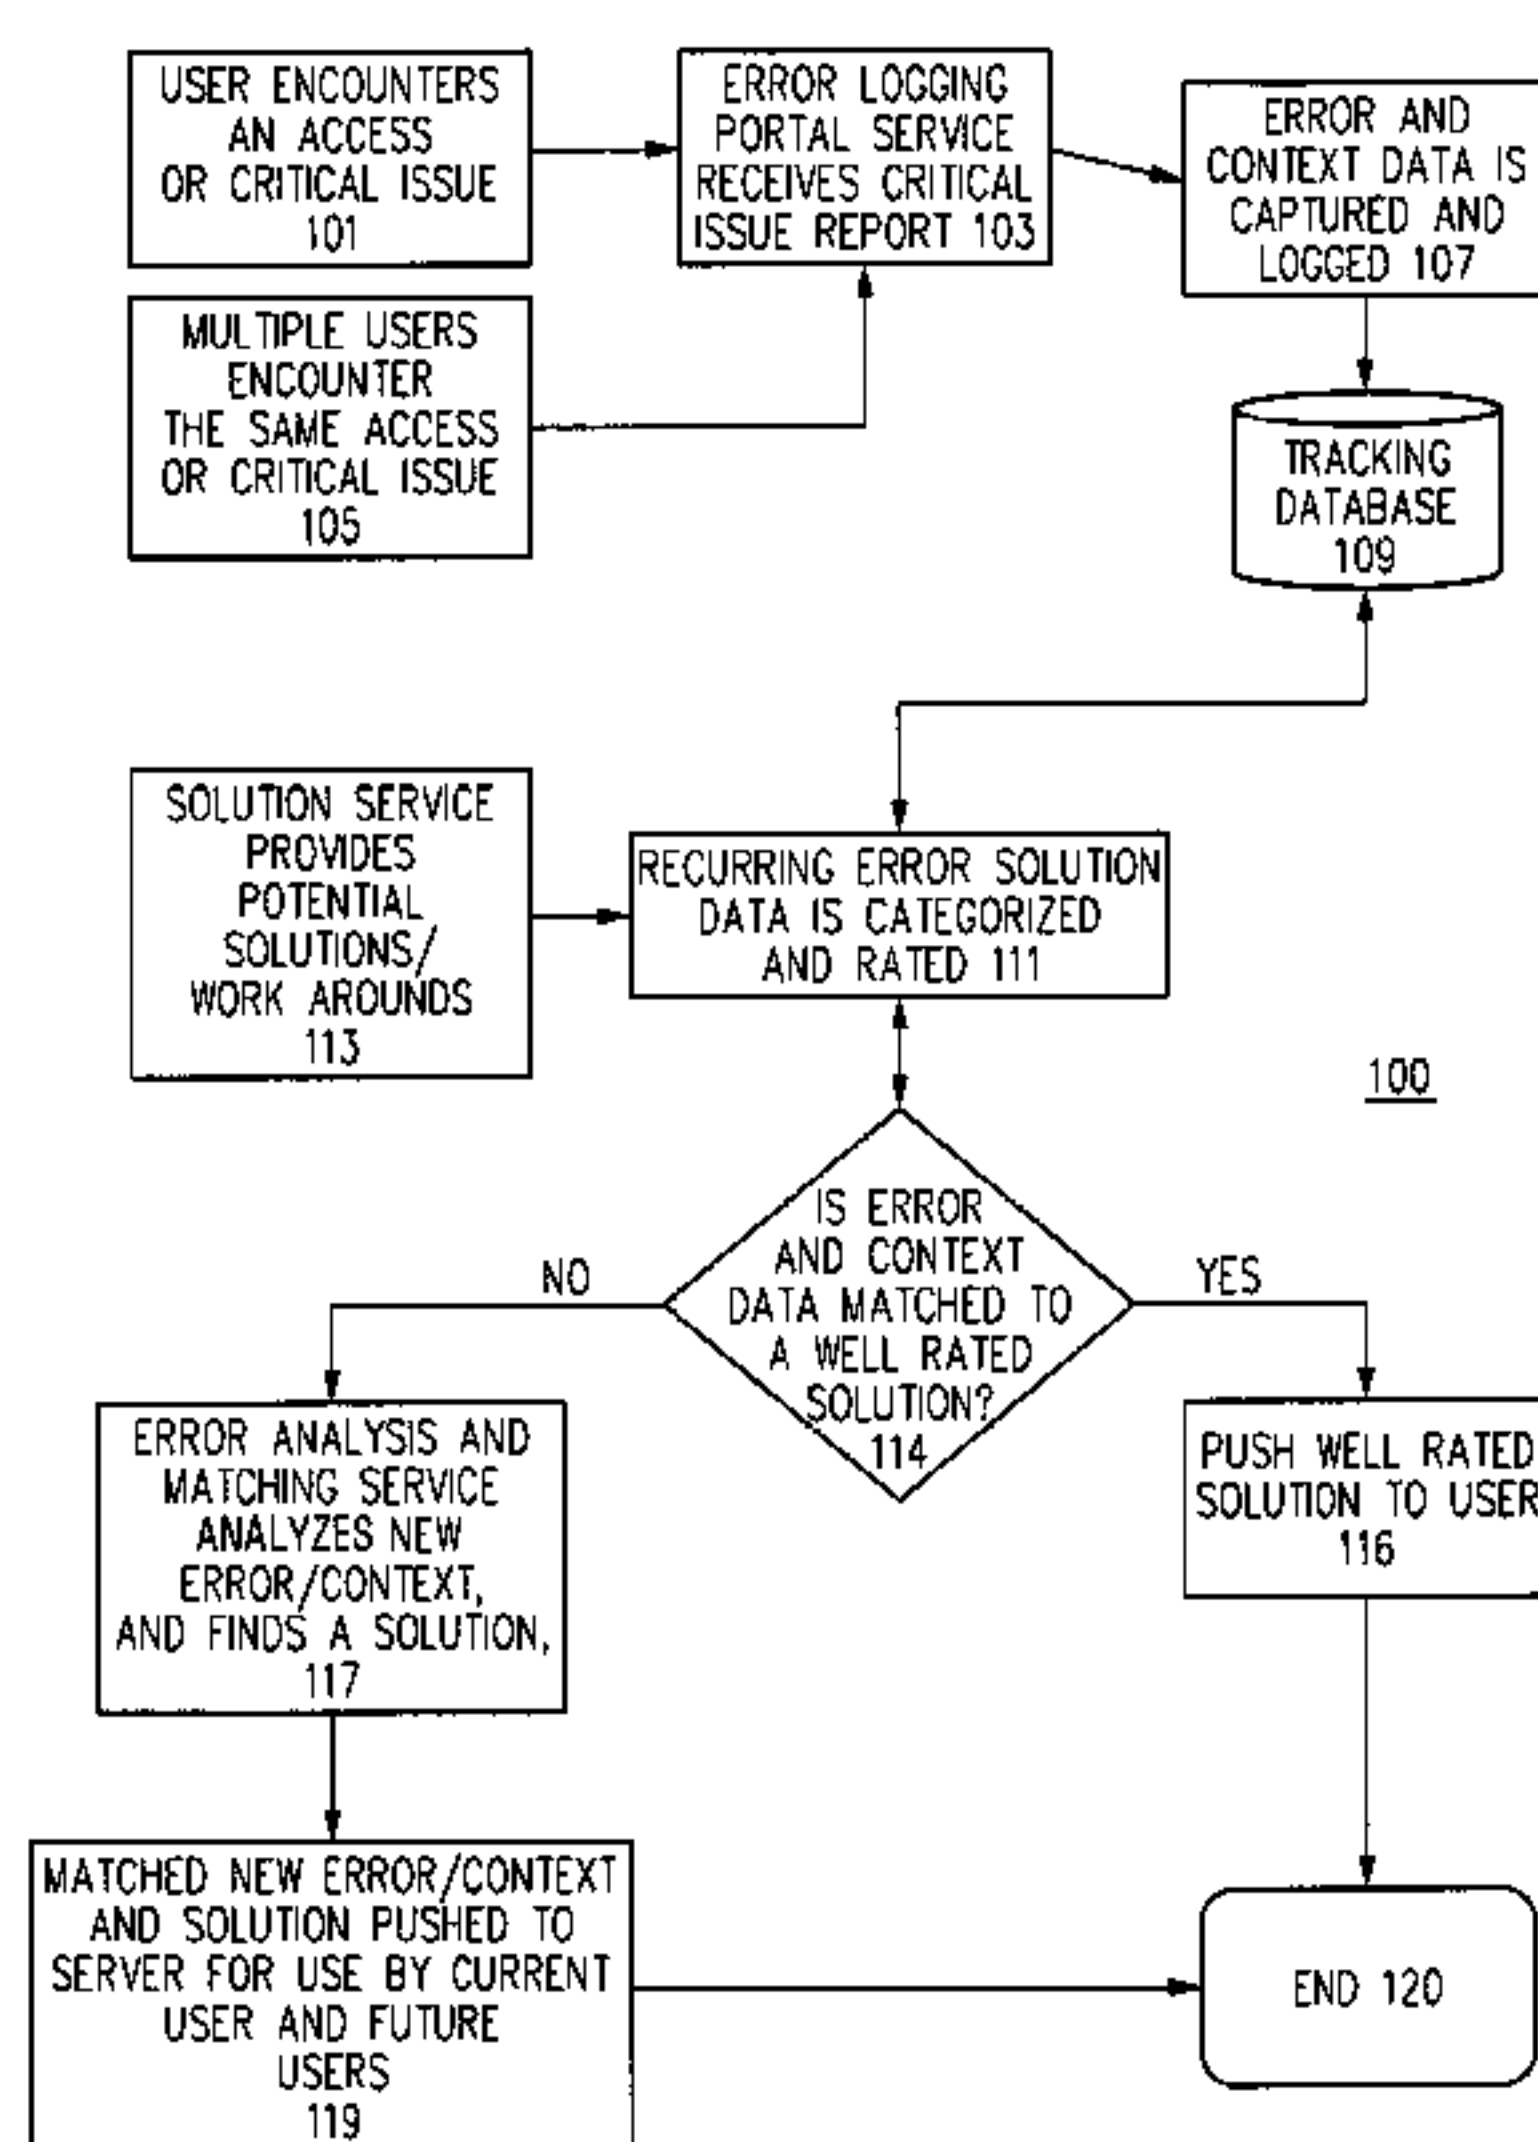 USER ENCOUNTERS
AN ACCESS
OR CRITICAL ISSUE
101
ERROR LOGGING
PORTAL SERVICE
RECEIVES CRITICAL
ISSUE REPORT 103
ERROR AND
CONTEXT DATA IS
CAPTURED AND
LOGGED 107
MULTIPLE USERS
ENCOUNTER
THE SAME ACCESS
OR CRITICAL ISSUE
105
TRACKING
DATABASE
109
SOLUTION SERVICE
PROVIDES
POTENTIAL
SOLUTIONS/
WORK AROUNDS
113
RECURRING ERROR SOLUTION
DATA IS CATEGORIZED
AND RATED 111
100
IS ERROR
AND CONTEXT
DATA MATCHED TO
A WELL RATED
SOLUTION?
114
NO
YES
ERROR ANALYSIS AND
MATCHING SERVICE
ANALYZES NEW
ERROR/CONTEXT,
AND FINDS A SOLUTION,
117
PUSH WELL RATED
SOLUTION TO USER
116
MATCHED NEW ERROR/CONTEXT
AND SOLUTION PUSHED TO
SERVER FOR USE BY CURRENT
USER AND FUTURE
USERS
119
END 120